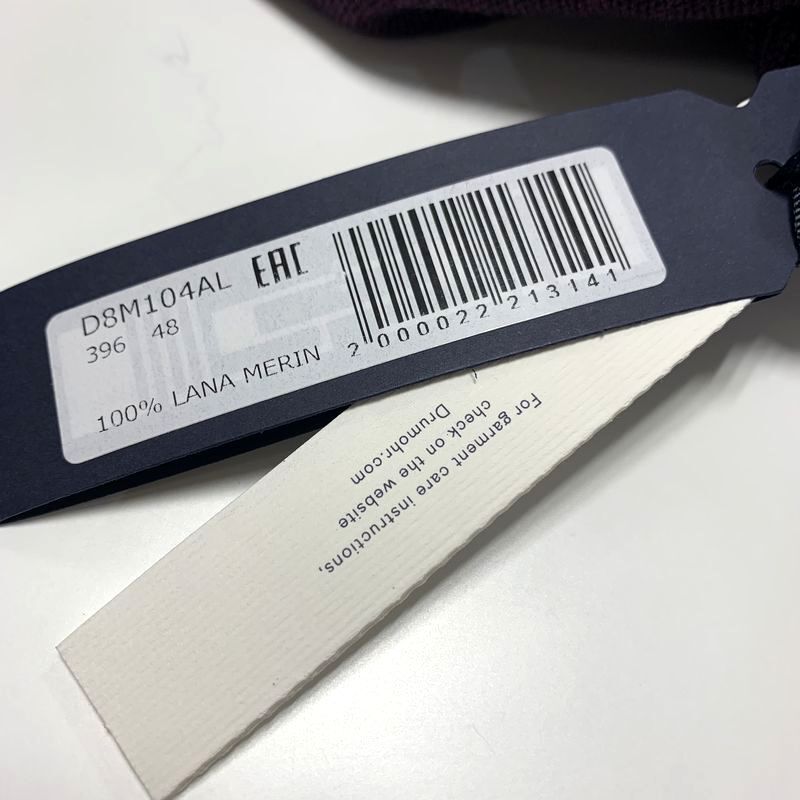 D8M104AL EAC
396 48
100% LANA MERIN
2 000022 213141
For garment care instructions,
check on the website
Drumohr.com